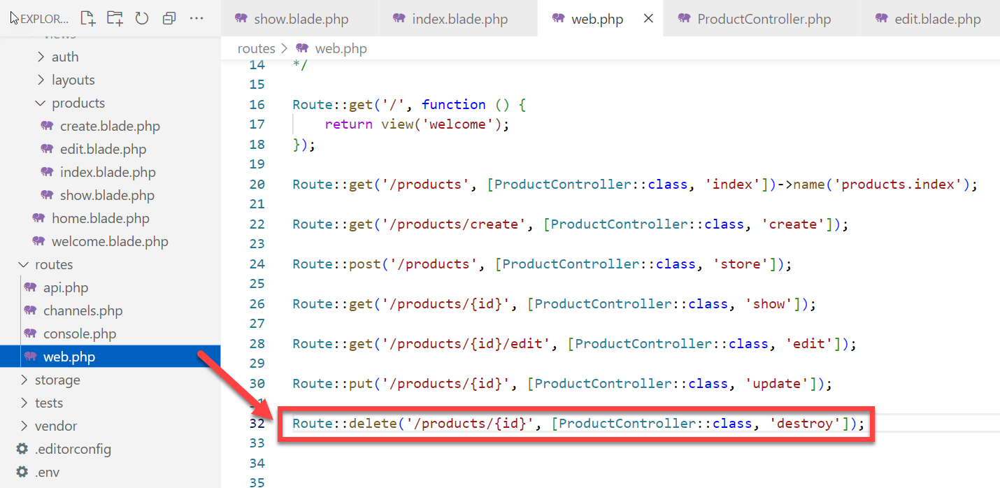 EXPLOR...
show.blade.php
index.blade.php
web.php
ProductController.php
edit.blade.php
views
auth
layouts
products
create.blade.php
edit.blade.php
index.blade.php
show.blade.php
home.blade.php
welcome.blade.php
routes
api.php
channels.php
console.php
web.php
storage
tests
vendor
.editorconfig
.env
routes > web.php
14 */
15
16 Route::get('/', function () {
17 return view('welcome');
18 });
19
20 Route::get('/products', [ProductController::class, 'index'])->name('products.index');
21
22 Route::get('/products/create', [ProductController::class, 'create']);
23
24 Route::post('/products', [ProductController::class, 'store']);
25
26 Route::get('/products/{id}', [ProductController::class, 'show']);
27
28 Route::get('/products/{id}/edit', [ProductController::class, 'edit']);
29
30 Route::put('/products/{id}', [ProductController::class, 'update']);
31
32 Route::delete('/products/{id}', [ProductController::class, 'destroy']);
33
34
35